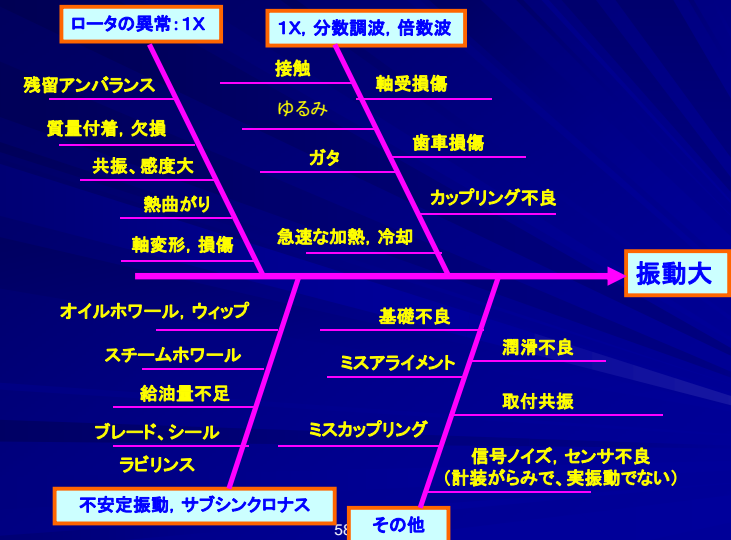 ロータの異常：1X
残留アンバランス
質量付着，欠損
共振、感度大
熱曲がり
軸変形，損傷
1X，分数調波，倍数波
接触
ゆるみ
ガタ
急速な加熱，冷却
軸受損傷
歯車損傷
カップリング不良
振動大
オイルホワール，ウィップ
スチームホワール
給油量不足
ブレード、シール
ラビリンス
不安定振動，サブシンクロナス
基礎不良
ミスアライメント
ミスカップリング
潤滑不良
取付共振
信号ノイズ，センサ不良
（計装がらみで、実振動でない）
その他
58